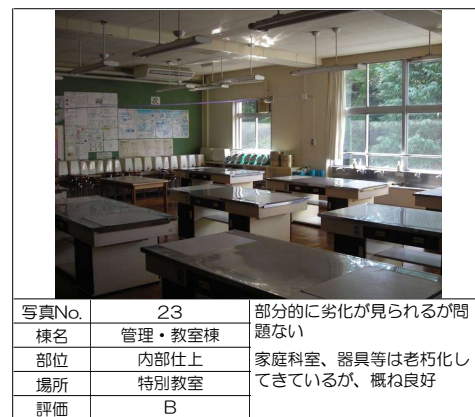 写真No. 23
棟名 管理・教室棟
部位 内部仕上
場所 特別教室
評価 B
部分的に劣化が見られるが問
題ない
家庭科室、器具等は老朽化し
てきているが、概ね良好